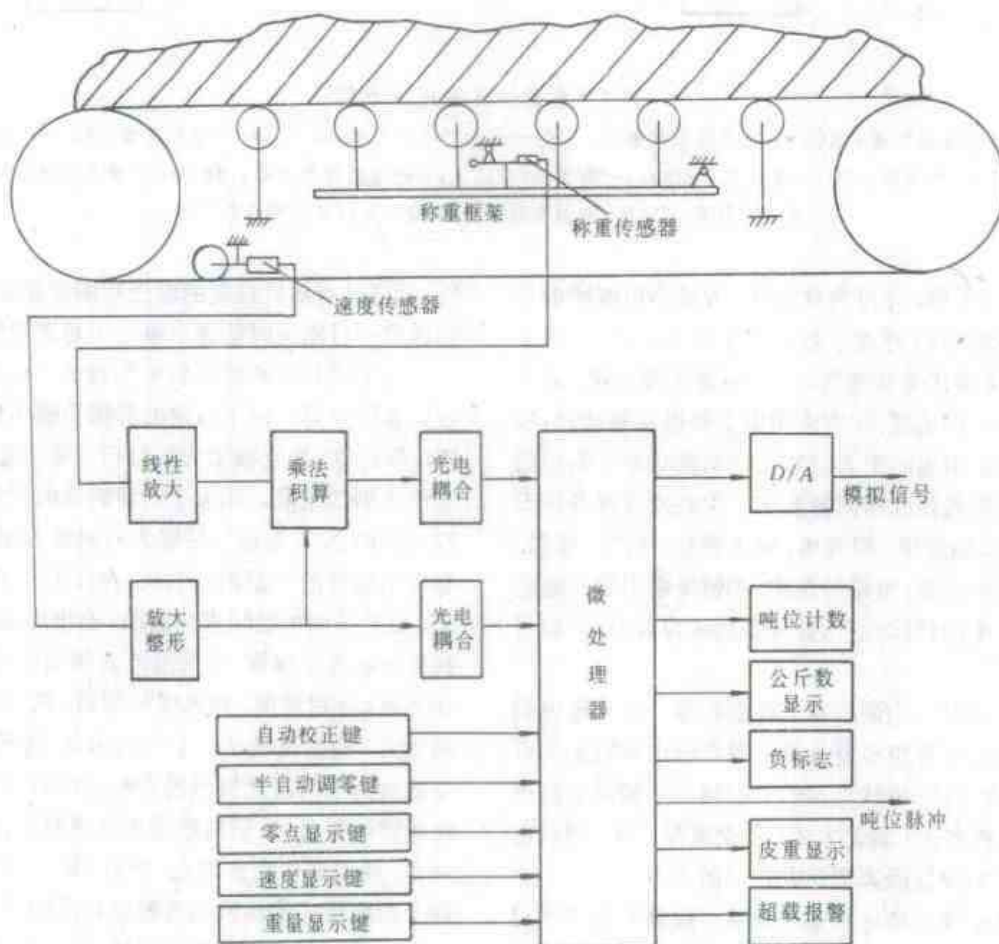 称重框架
称重传感器
速度传感器
线性
放大
乘法
积算
光电
耦合
D/A
模拟信号
放大
整形
光电
耦合
微
处
理
器
吨位计数
公斤数
显示
负标志
吨位脉冲
皮重显示
超载报警
自动校正键
半自动调零键
零点显示键
速度显示键
重量显示键